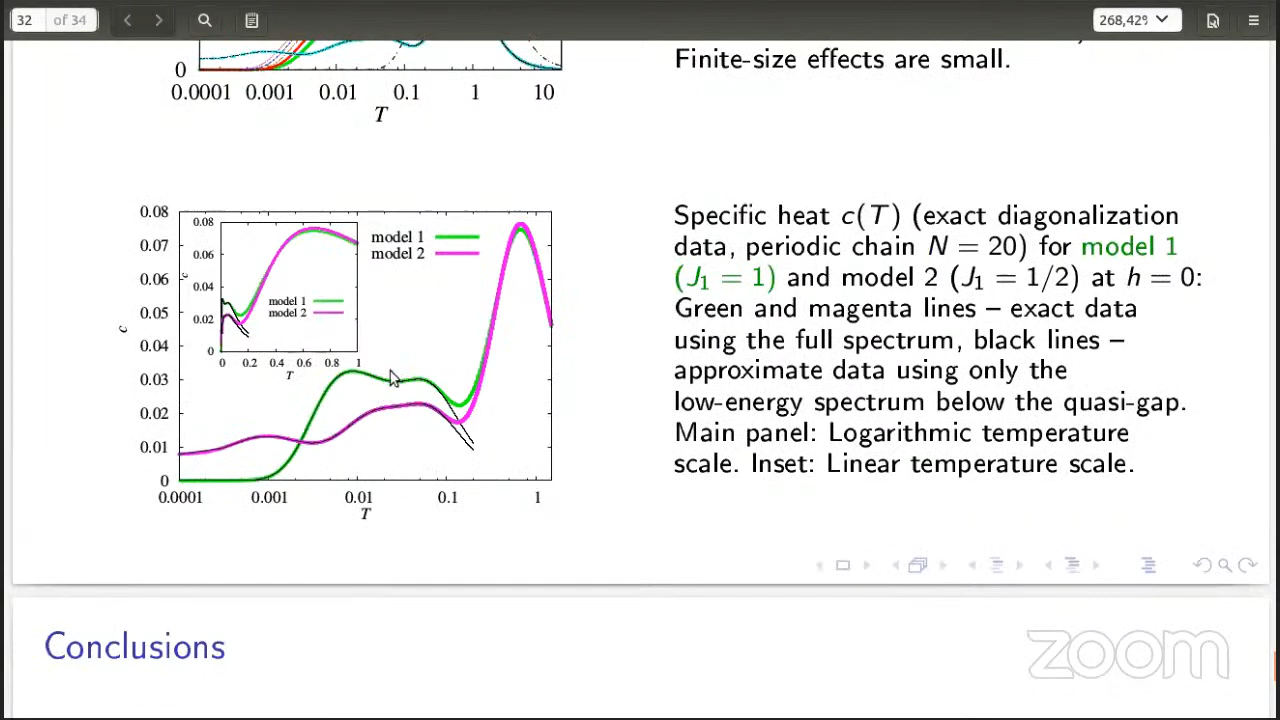 32 of 34
268,42%
0
0.0001 0.001 0.01 0.1 1 10
T
Finite-size effects are small.
0.08
0.07
0.06
0.05
0.04
0.03
0.02
0.01
0
c
0.0001 0.001 0.01 0.1 1
T
model 1
model 2
0.08
0.06
0.04
0.02
0
c
model 1
model 2
0 0.2 0.4 0.6 0.8 1
T
Specific heat c(T) (exact diagonalization
data, periodic chain N = 20) for model 1
(J₁ = 1) and model 2 (J₁ = 1/2) at h = 0:
Green and magenta lines – exact data
using the full spectrum, black lines –
approximate data using only the
low-energy spectrum below the quasi-gap.
Main panel: Logarithmic temperature
scale. Inset: Linear temperature scale.
Conclusions
zoom